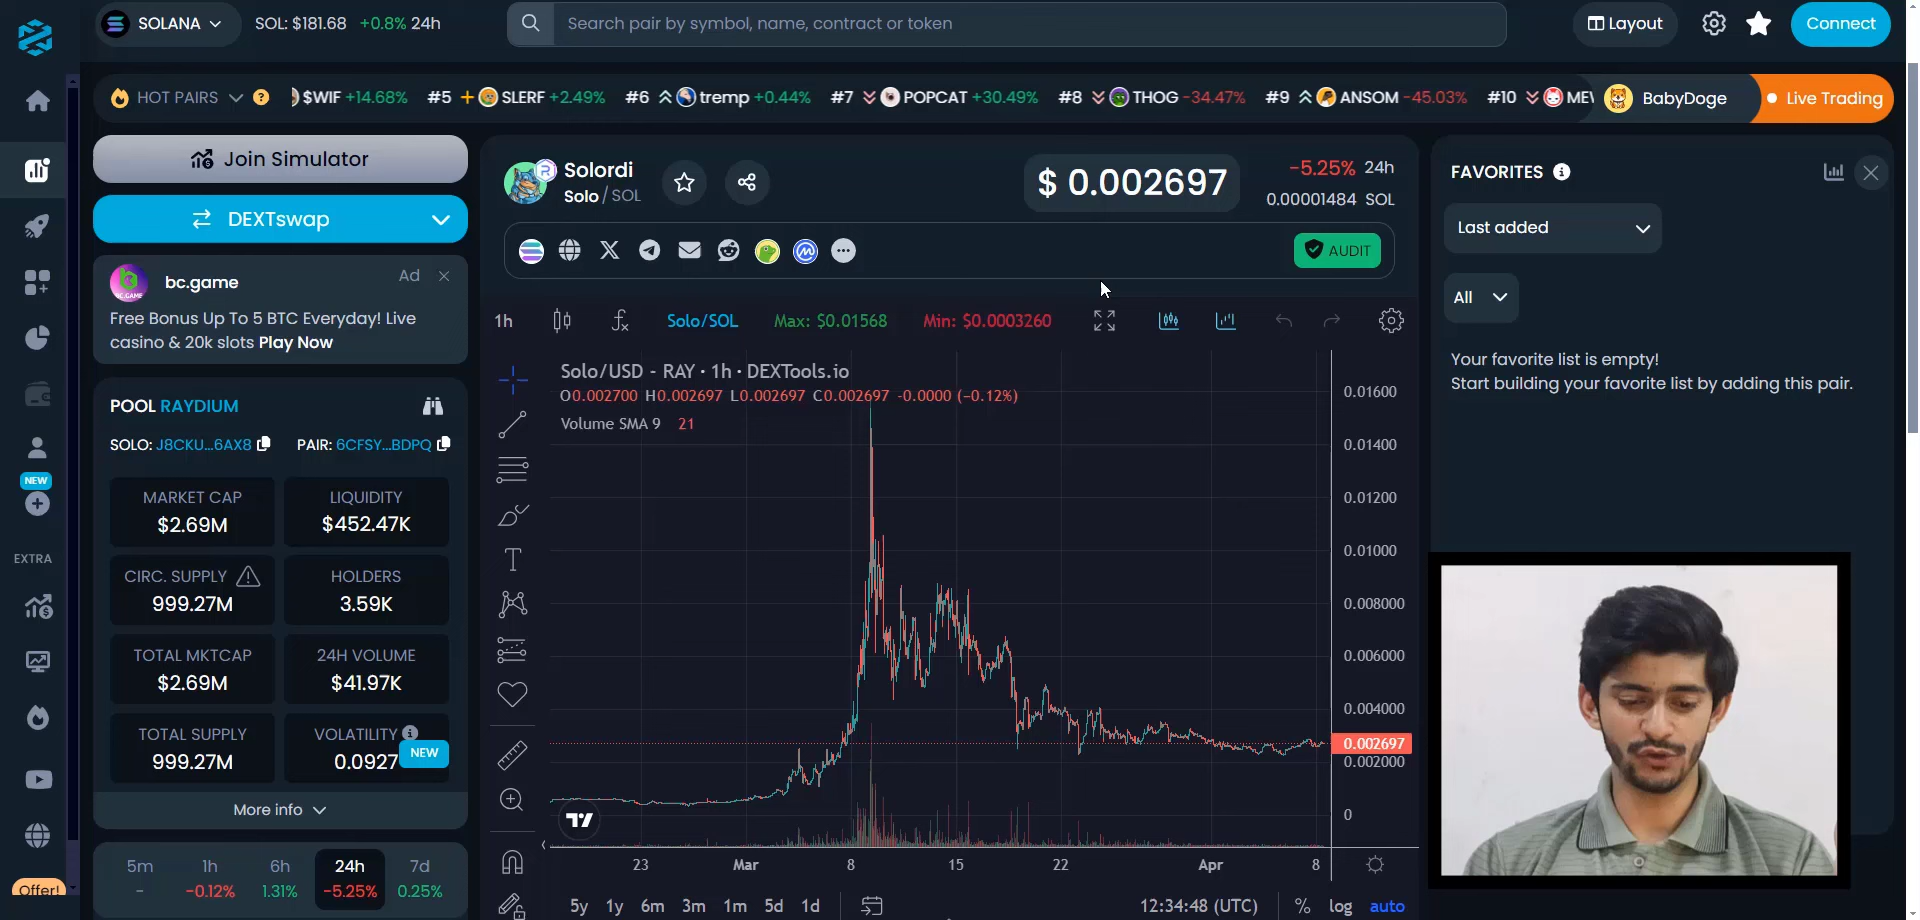 SOLANA
SOL: $181.68 +0.8% 24h
Search pair by symbol, name, contract or token
Layout
Connect
HOT PAIRS
?
$WIF +14.68%
#5 SLERF +2.49%
#6 tremp +0.44%
#7 POPCAT +30.49%
#8 THOG -34.47%
#9 ANSOM -45.03%
#10
BabyDoge
Live Trading
Join Simulator
DEXTswap
bc.game
Ad
Free Bonus Up To 5 BTC Everyday! Live
casino & 20k slots Play Now
POOL RAYDIUM
SOLO: J8CKU...6AX8
PAIR: 6CFSY...BDPQ
MARKET CAP
$2.69M
LIQUIDITY
$452.47K
CIRC. SUPPLY
999.27M
HOLDERS
3.59K
TOTAL MKTCAP
$2.69M
24H VOLUME
$41.97K
TOTAL SUPPLY
999.27M
VOLATILITY
0.0927
NEW
More info
5m
-
1h
-0.12%
6h
1.31%
24h
-5.25%
7d
0.25%
NEW
EXTRA
Offer!
Solordi
Solo / SOL
$ 0.002697
-5.25% 24h
0.00001484 SOL
AUDIT
1h
Solo/SOL
Max: $0.01568
Min: $0.0003260
Solo/USD - RAY · 1h · DEXTools.io
O0.002700 H0.002697 L0.002697 C0.002697 -0.0000 (-0.12%)
Volume SMA 9 21
0.01600
0.01400
0.01200
0.01000
0.008000
0.006000
0.004000
0.002697
0.002000
0
23
Mar
8
15
22
Apr
8
5y 1y 6m 3m 1m 5d 1d
12:34:48 (UTC)
% log auto
FAVORITES
Last added
All
Your favorite list is empty!
Start building your favorite list by adding this pair.